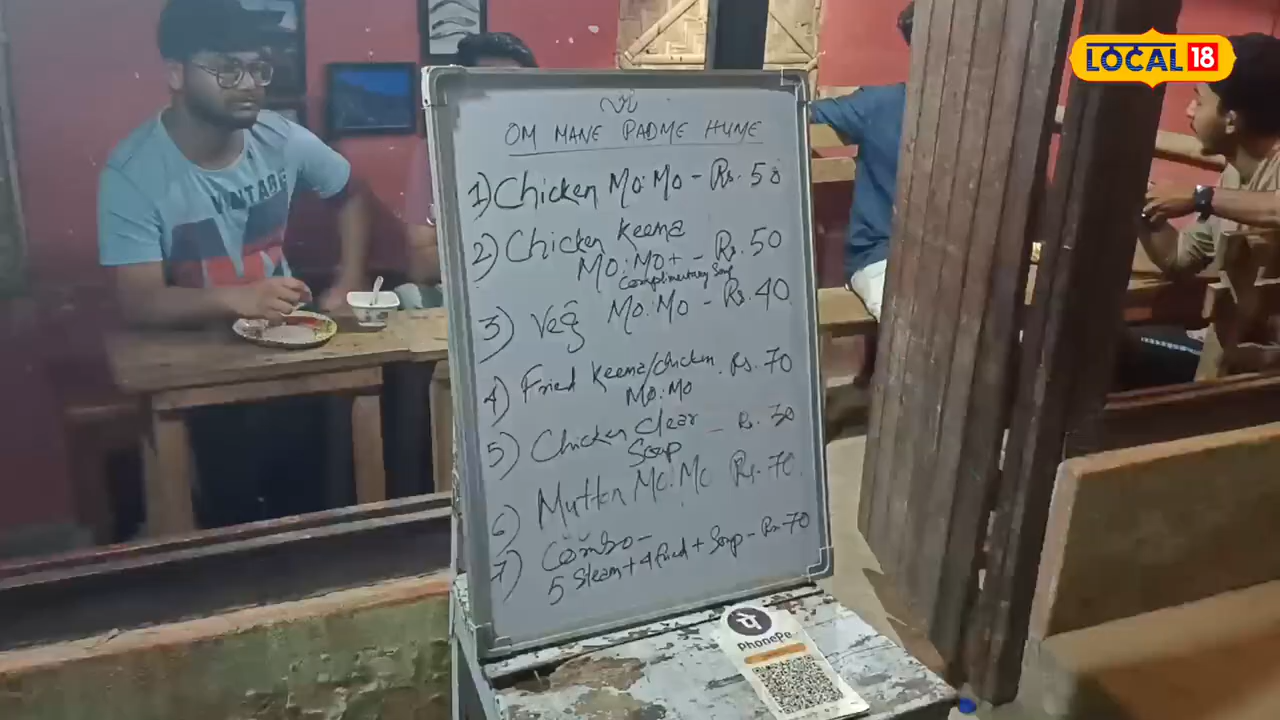 LOCAL 18
OM MANE PADME HUME
1) Chicken Mo:Mo - Rs. 50
2) Chicken Keema
Mo:Mo + - Rs. 50
Complimentary Soup
3) Veg Mo:Mo - Rs. 40
4) Fried Keema/chicken Rs. 70
Mo:Mo
5) Chicken Clear - Rs. 30
Soup
6) Mutton Mo:Mo Rs. 70
7) Combo -
5 Steam + 4 fried + Soup - Rs. 70
VINTAGE
पे
PhonePe